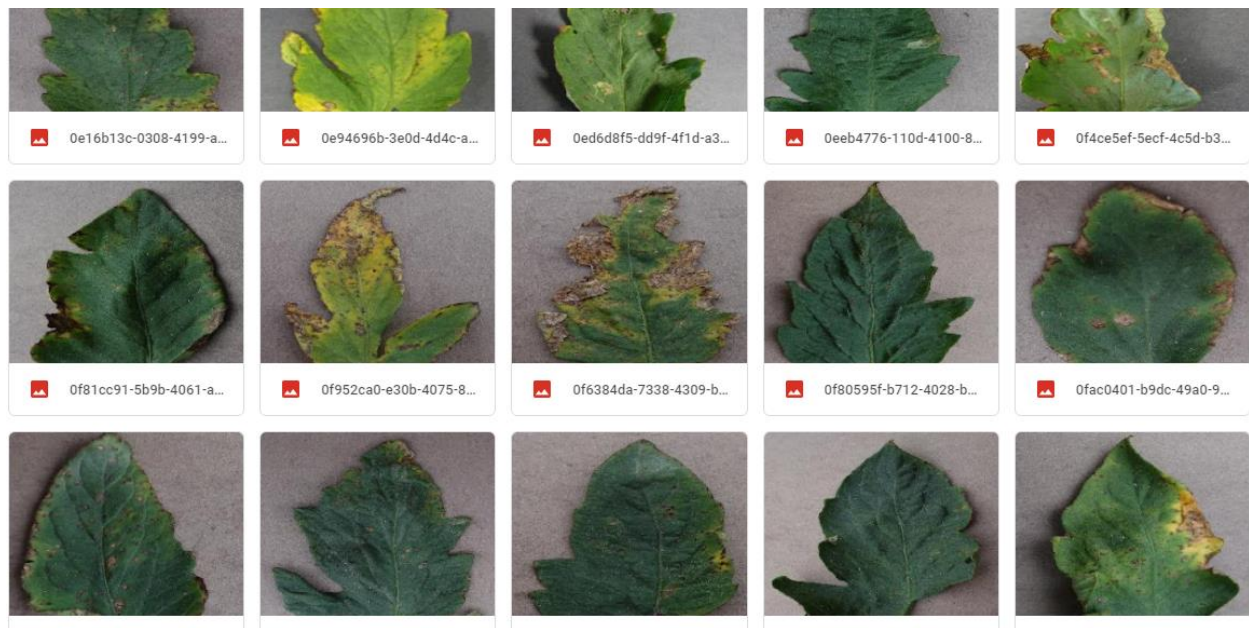 0e16b13c-0308-4199-a...
0e94696b-3e0d-4d4c-a...
0ed6d8f5-dd9f-4f1d-a3...
0eeb4776-110d-4100-8...
0f4ce5ef-5ecf-4c5d-b3...
0f81cc91-5b9b-4061-a...
0f952ca0-e30b-4075-8...
0f6384da-7338-4309-b...
0f80595f-b712-4028-b...
0fac0401-b9dc-49a0-9...